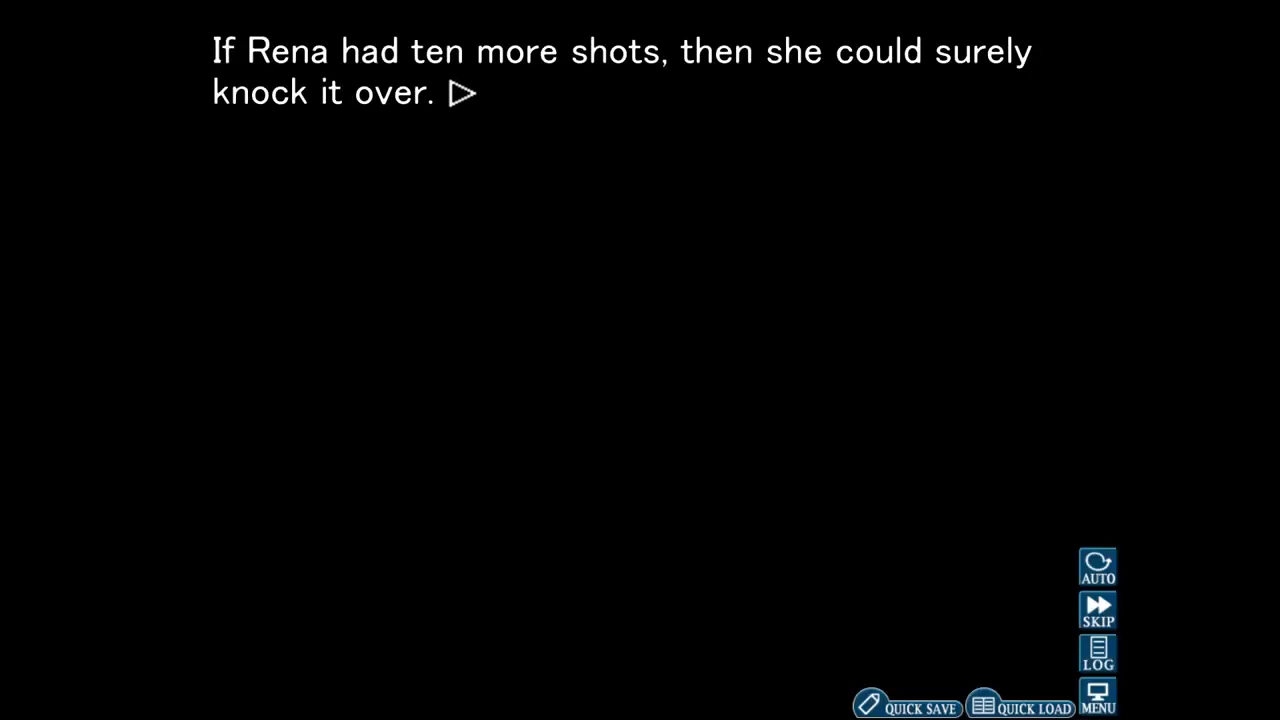 If Rena had ten more shots, then she could surely
knock it over. ▷
AUTO
SKIP
LOG
QUICK SAVE
QUICK LOAD
MENU